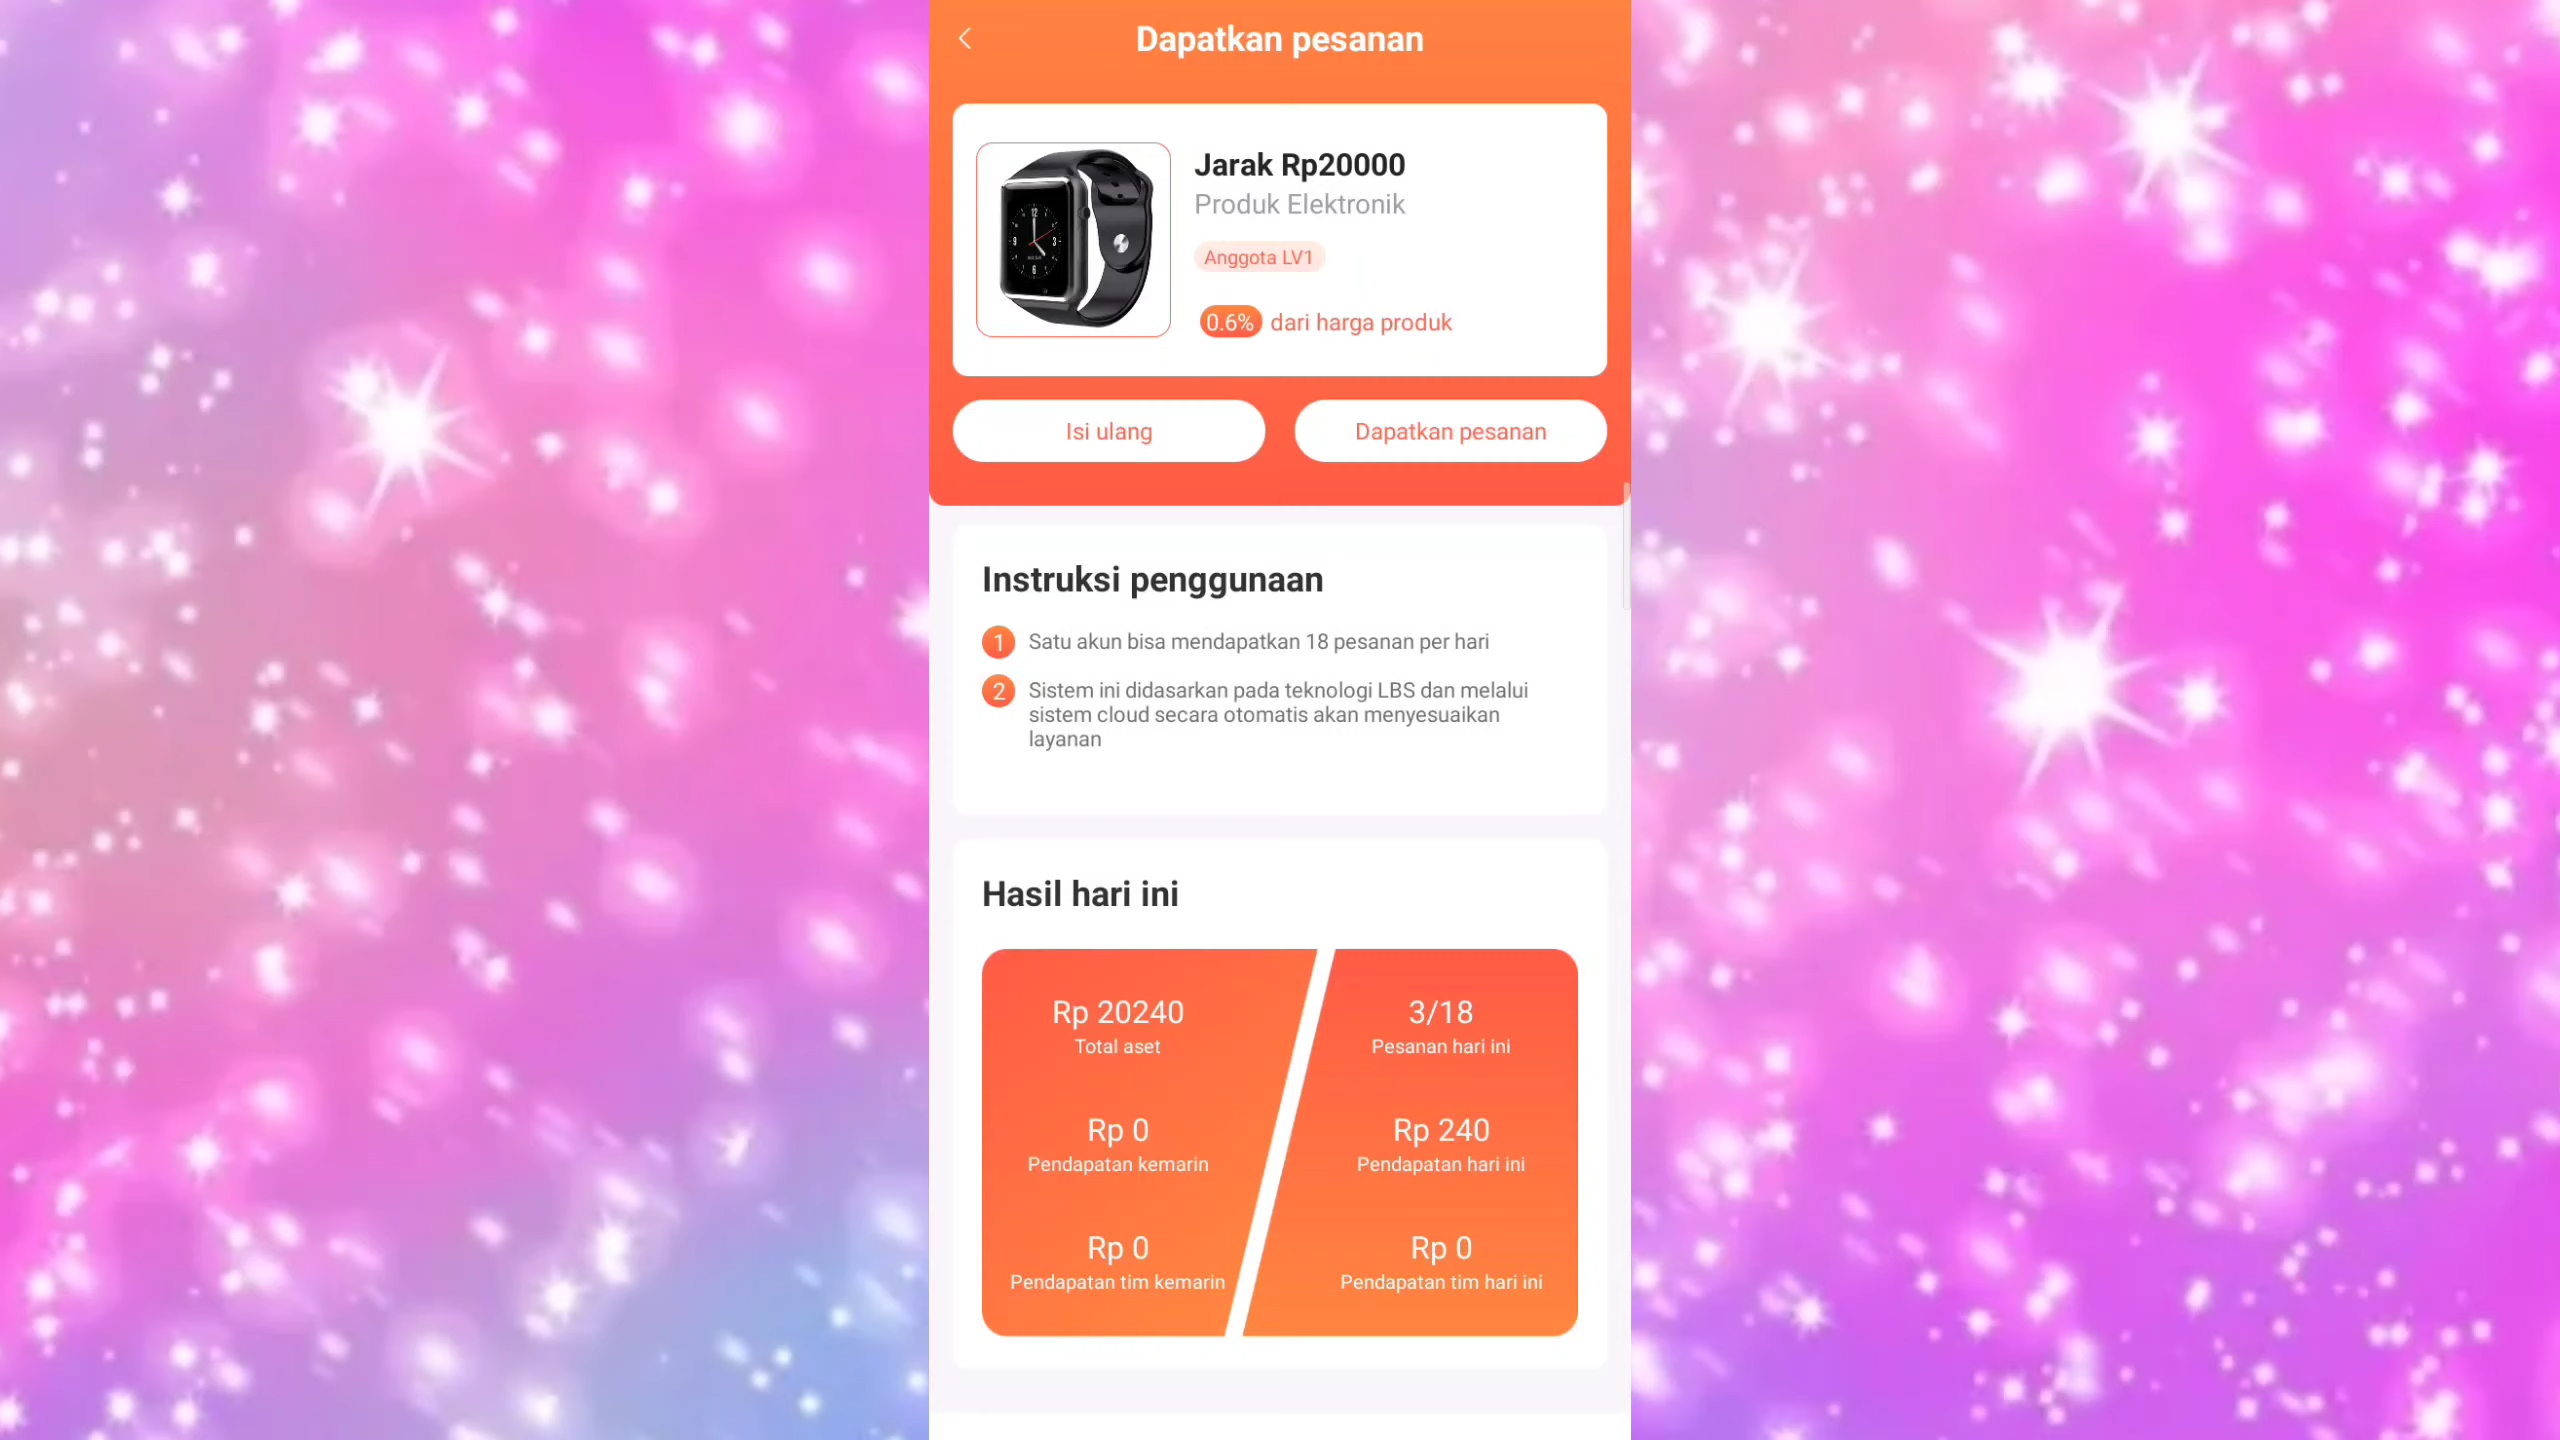 Dapatkan pesanan
Jarak Rp20000
Produk Elektronik
Anggota LV1
0.6% dari harga produk
Isi ulang
Dapatkan pesanan
Instruksi penggunaan
1 Satu akun bisa mendapatkan 18 pesanan per hari
2 Sistem ini didasarkan pada teknologi LBS dan melalui
sistem cloud secara otomatis akan menyesuaikan
layanan
Hasil hari ini
Rp 20240
Total aset
3/18
Pesanan hari ini
Rp 0
Pendapatan kemarin
Rp 240
Pendapatan hari ini
Rp 0
Pendapatan tim kemarin
Rp 0
Pendapatan tim hari ini